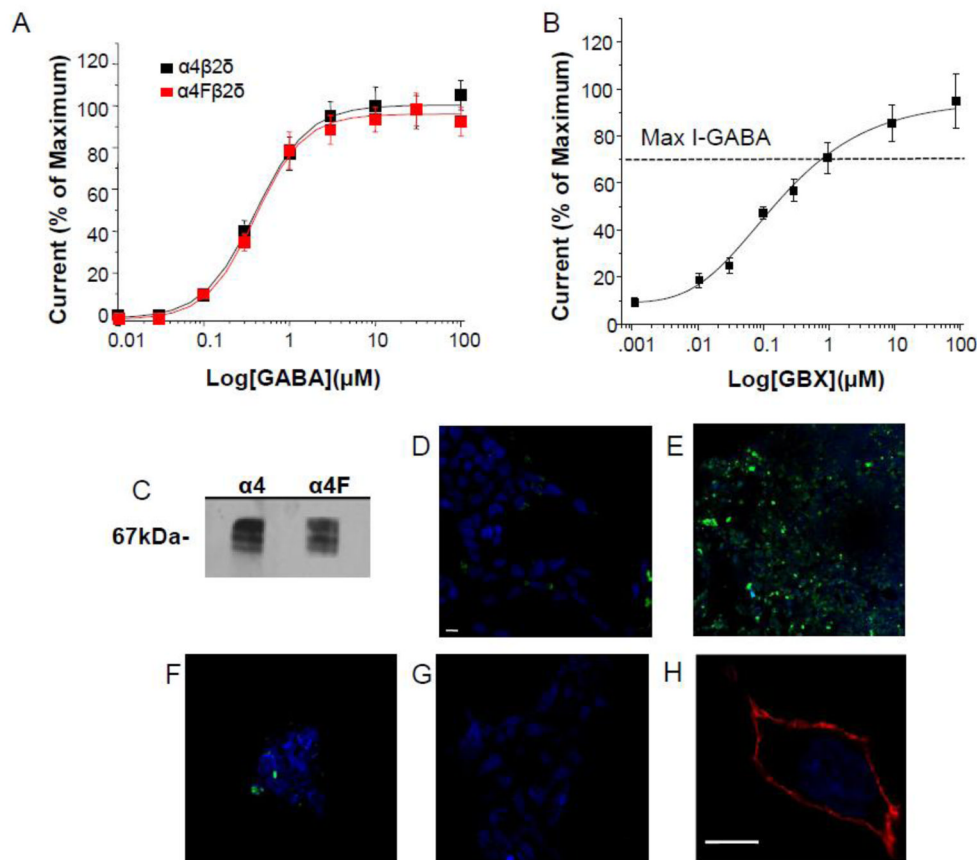 A
Current (% of Maximum)
120
100
80
60
40
20
0
0.01
0.1
1
10
100
Log[GABA](µM)
α4β2δ
α4Fβ2δ
B
Current (% of Maximum)
120
100
80
60
40
20
0
.001
.01
0.1
1
10
100
Log[GBX](µM)
Max I-GABA
C
α4
α4F
67kDa-
D
E
F
G
H